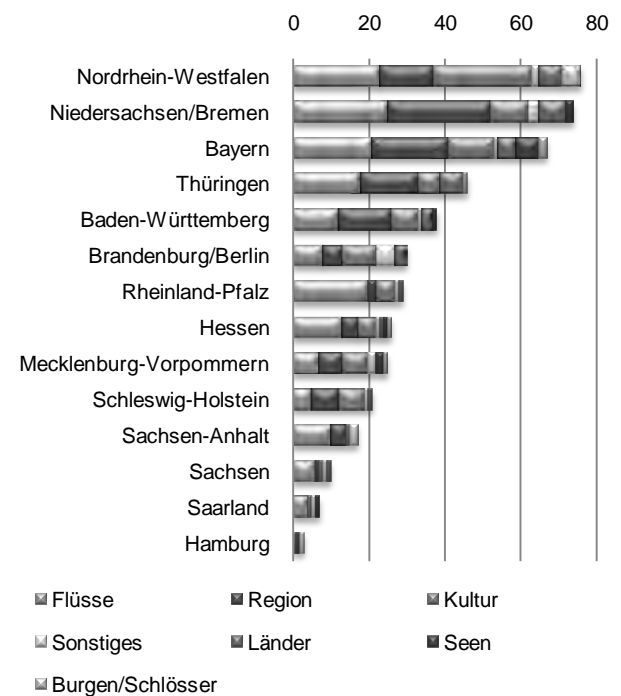 0 20 40 60 80
Nordrhein-Westfalen
Niedersachsen/Bremen
Bayern
Thüringen
Baden-Württemberg
Brandenburg/Berlin
Rheinland-Pfalz
Hessen
Mecklenburg-Vorpommern
Schleswig-Holstein
Sachsen-Anhalt
Sachsen
Saarland
Hamburg
Flüsse Region Kultur
Sonstiges Länder Seen
Burgen/Schlösser